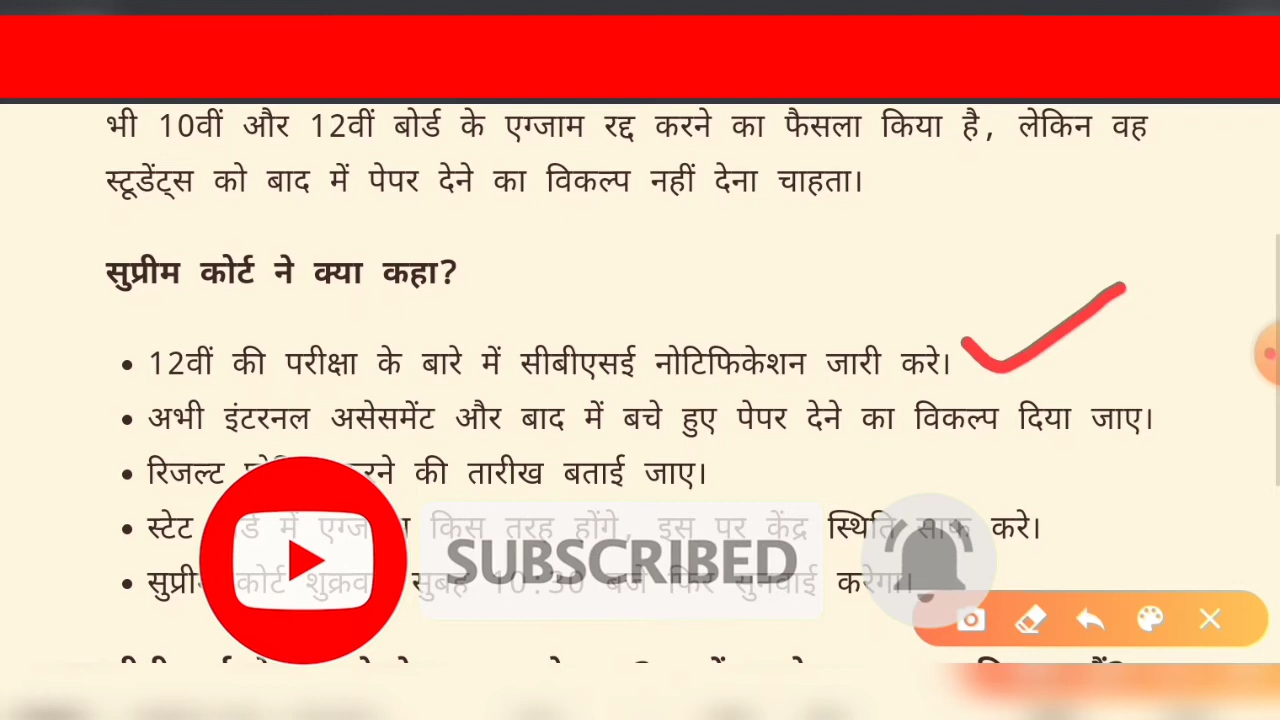 भी 10वीं और 12वीं बोर्ड के एग्जाम रद्द करने का फैसला किया है, लेकिन वह
स्टूडेंट्स को बाद में पेपर देने का विकल्प नहीं देना चाहता।
सुप्रीम कोर्ट ने क्या कहा?
• 12वीं की परीक्षा के बारे में सीबीएसई नोटिफिकेशन जारी करे।
• अभी इंटरनल असेसमेंट और बाद में बचे हुए पेपर देने का विकल्प दिया जाए।
• रिजल्ट करने की तारीख बताई जाए।
• स्टेट में किस तरह होंगे, इस पर केंद्र स्थिति साफ करे।
• कोर्ट सुबह 10:30 बजे फिर सुनवाई करेगा।
SUBSCRIBED